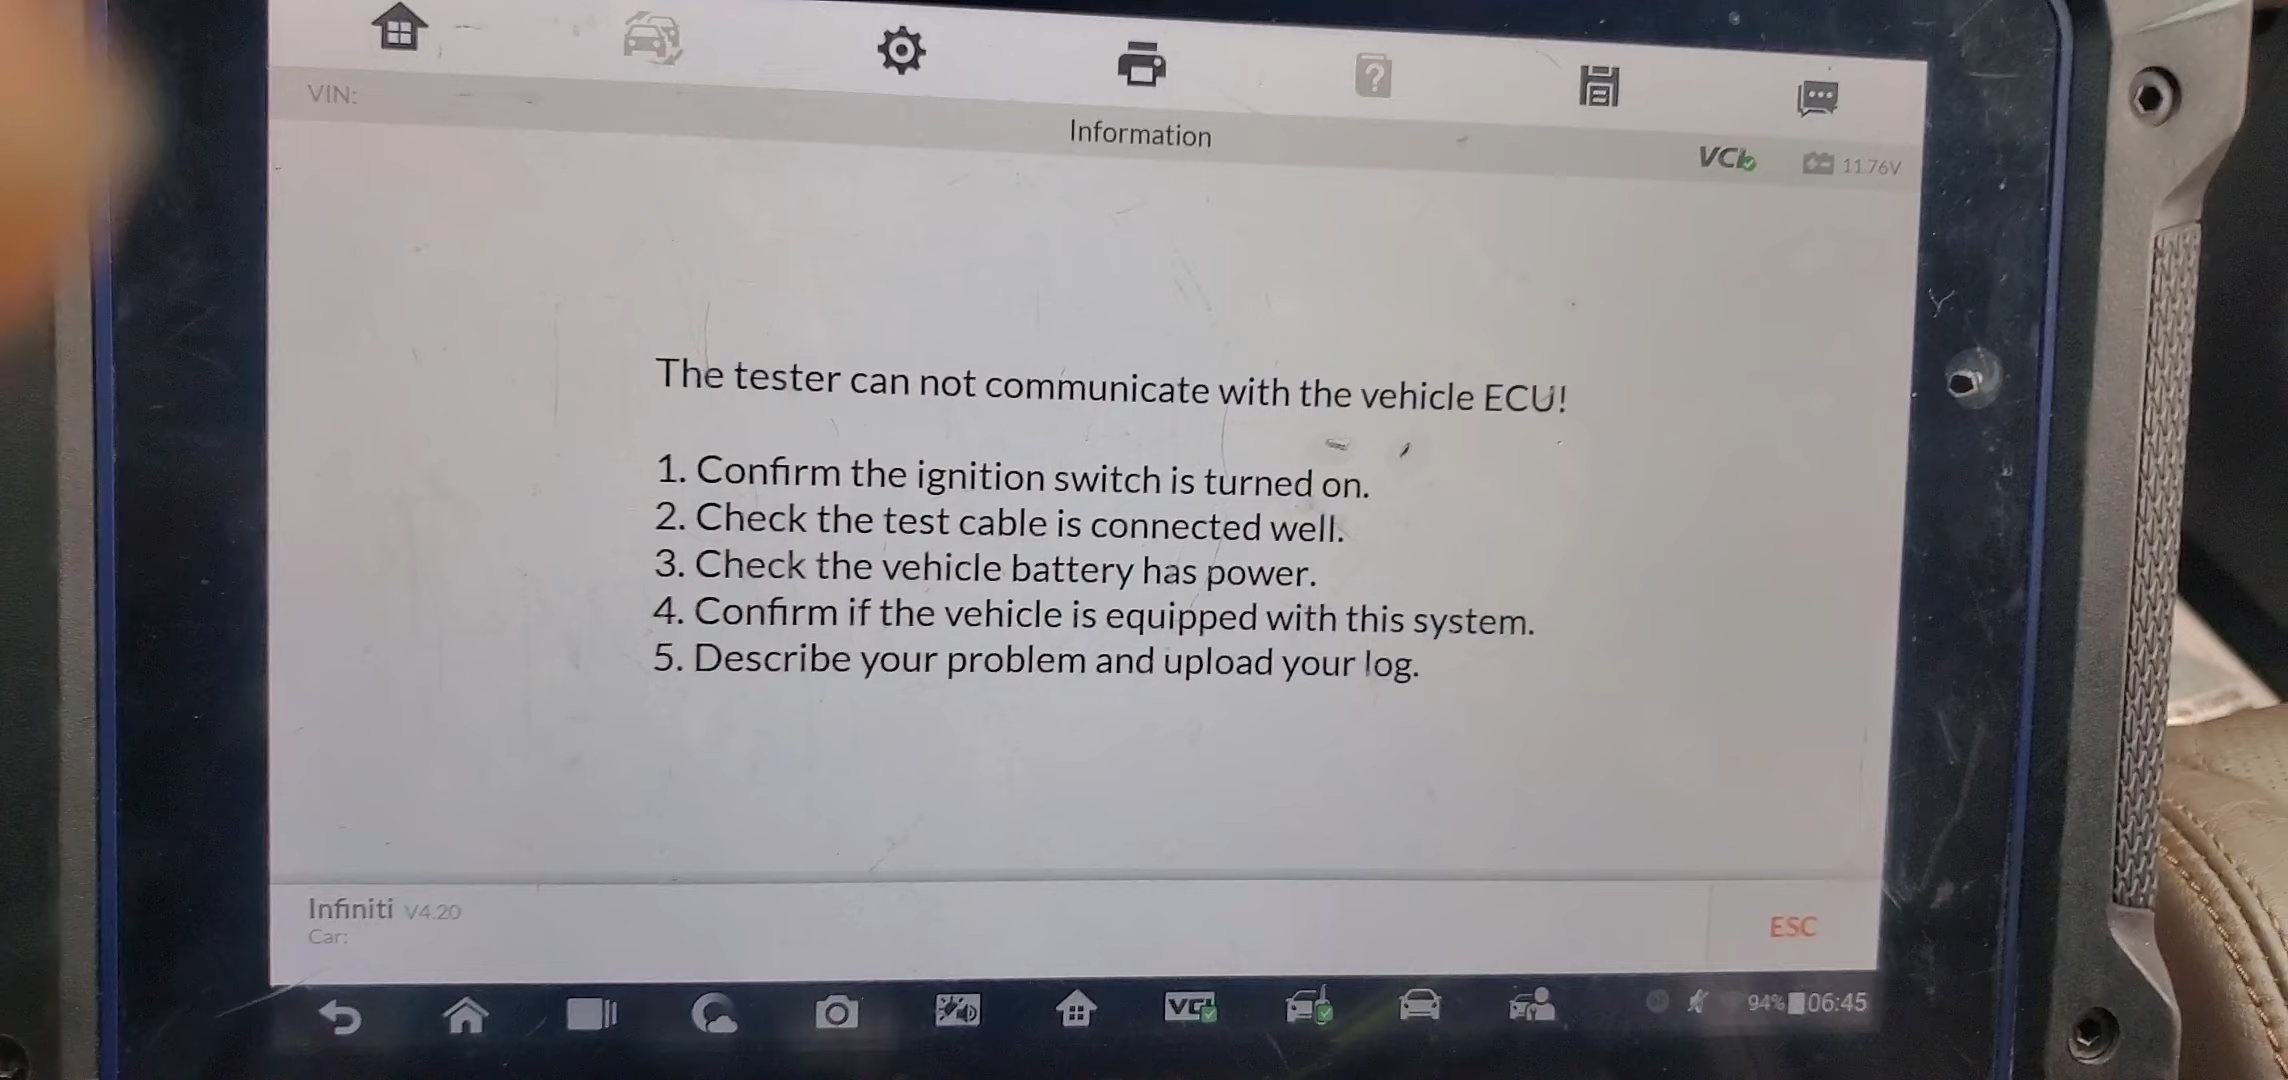 VIN:
Information
VCI
11.76V
The tester can not communicate with the vehicle ECU!
1. Confirm the ignition switch is turned on.
2. Check the test cable is connected well.
3. Check the vehicle battery has power.
4. Confirm if the vehicle is equipped with this system.
5. Describe your problem and upload your log.
Infiniti V4.20
Car:
ESC
VCI
94% 06:45